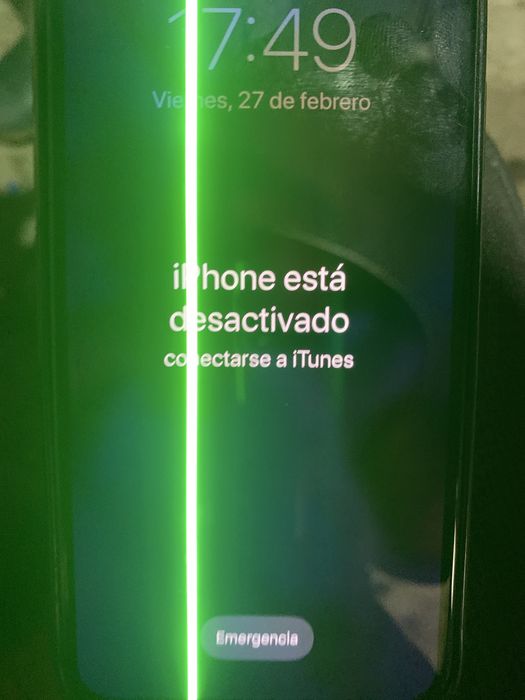 17:49
Viernes, 27 de febrero
iPhone está
desactivado
conectarse a iTunes
Emergencia